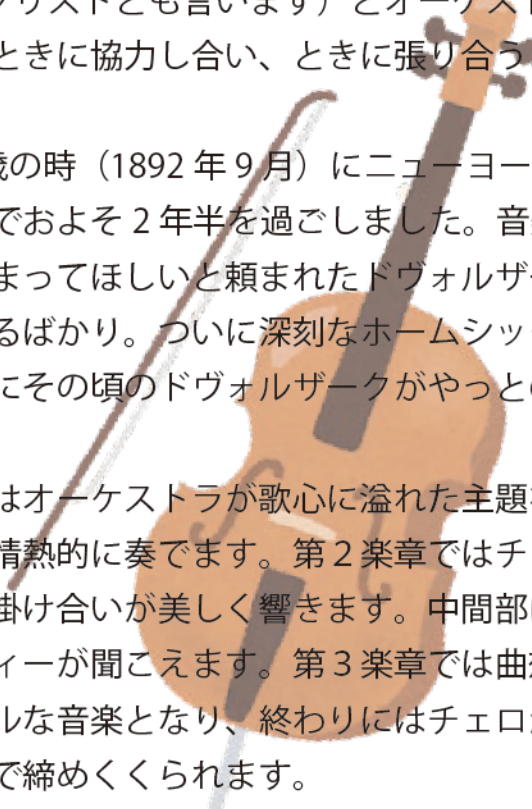 リストとも言います）とオーケスト
ときに協力し合い、ときに張り合う
歳の時（1892 年 9 月）にニューヨー
でおよそ 2 年半を過ごしました。音
まってほしいと頼まれたドヴォルザ
るばかり。ついに深刻なホームシッ
にその頃のドヴォルザークがやっと
はオーケストラが歌心に溢れた主題
情熱的に奏でます。第 2 楽章ではチ
掛け合いが美しく響きます。中間部
ィーが聞こえます。第 3 楽章では曲
ルな音楽となり、終わりにはチェロ
で締めくくられます。